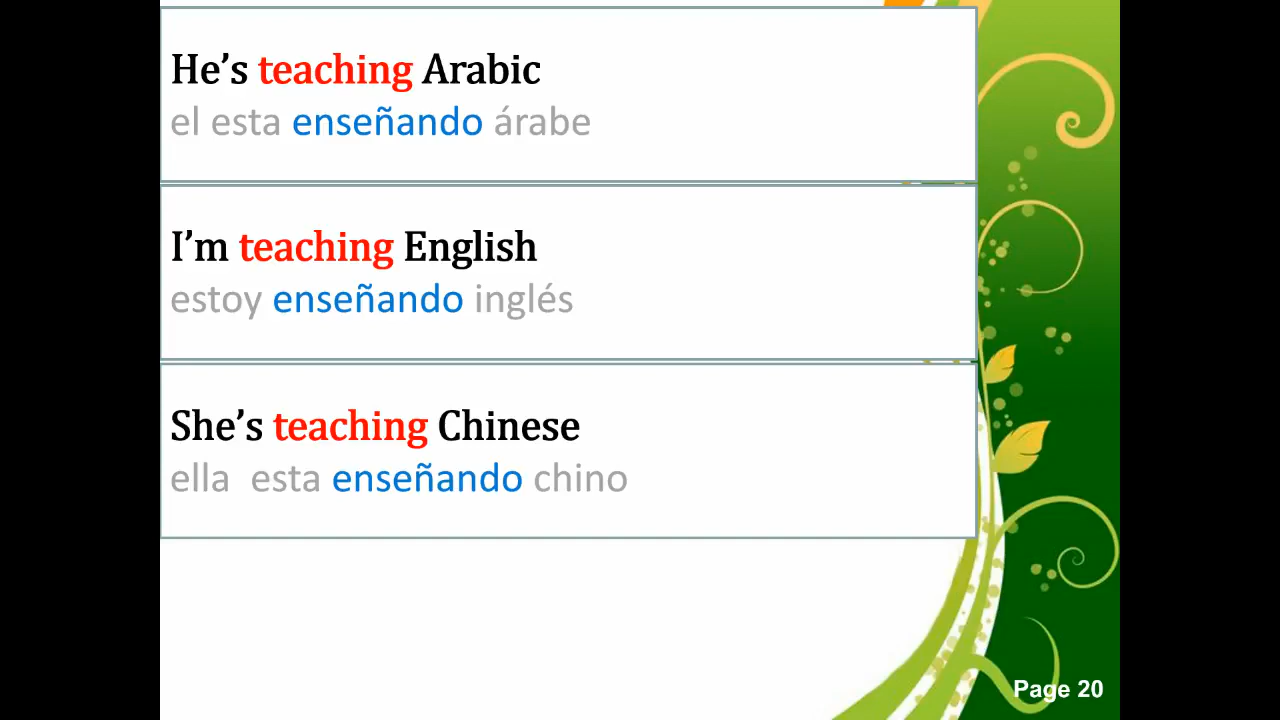 He’s teaching Arabic
el esta enseñando árabe
I’m teaching English
estoy enseñando inglés
She’s teaching Chinese
ella  esta enseñando chino
Page 20